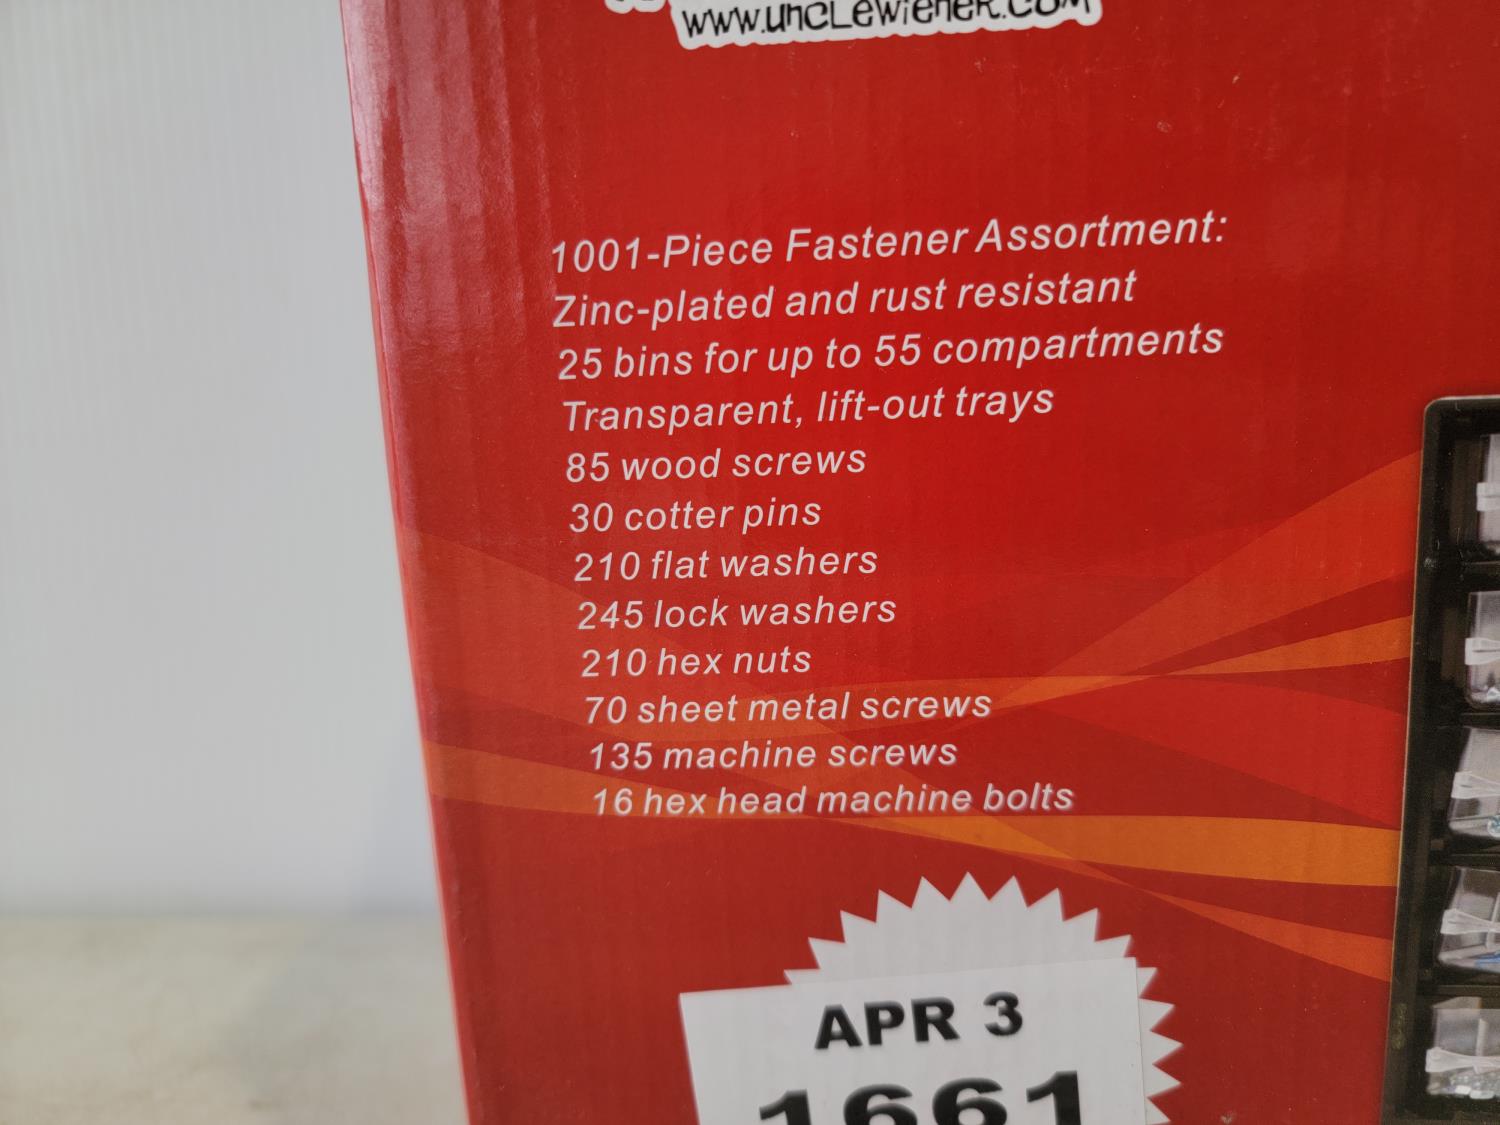 www.unclewiener.com
1001-Piece Fastener Assortment:
Zinc-plated and rust resistant
25 bins for up to 55 compartments
Transparent, lift-out trays
85 wood screws
30 cotter pins
210 flat washers
245 lock washers
210 hex nuts
70 sheet metal screws
135 machine screws
16 hex head machine bolts
APR 3
1661